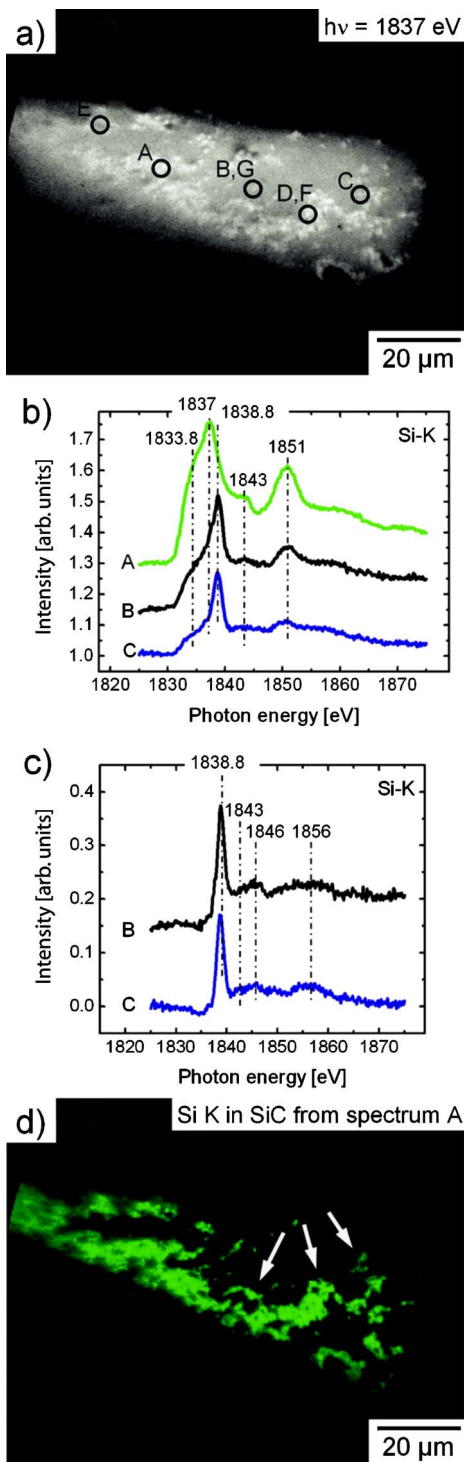 a)
hν = 1837 eV
E
A
B,G
D,F
C
20 µm
b)
1837
1833.8
1838.8
1851
1843
Si-K
1.7
1.6
1.5
1.4
1.3
1.2
1.1
1.0
A
B
C
Intensity [arb.units]
1820 1830 1840 1850 1860 1870
Photon energy [eV]
c)
1838.8
Si-K
1843
1846 1856
0.4
0.3
0.2
0.1
0.0
B
C
Intensity [arb.units]
1820 1830 1840 1850 1860 1870
Photon energy [eV]
d)
Si K in SiC from spectrum A
20 µm